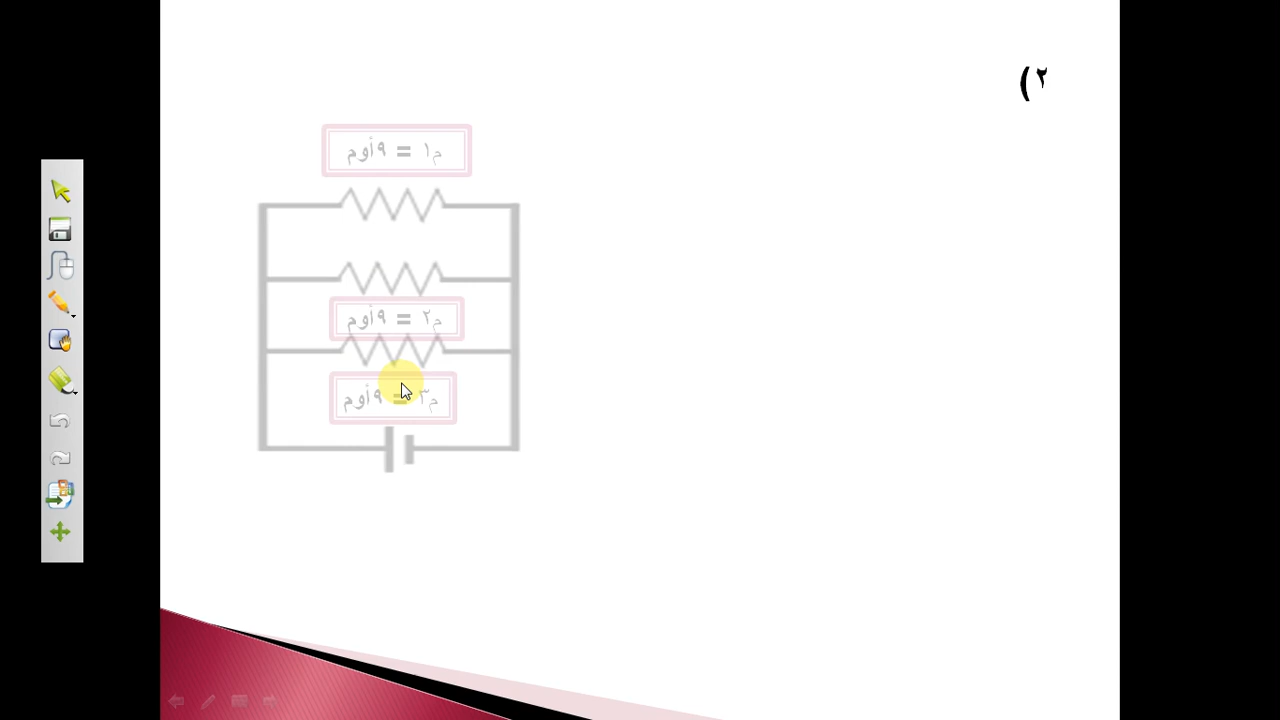 ٢)
م١ = ٩أوم
م٢ = ٩أوم
م٣ = ٩أوم